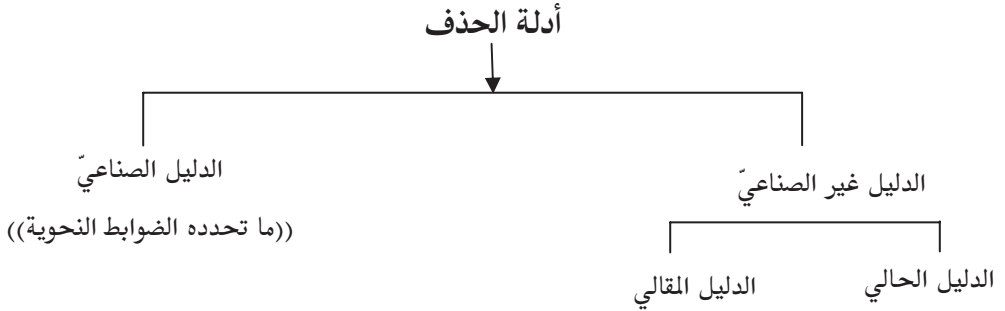 أدلة الحذف
الدليل غير الصناعيّ
الدليل الصناعيّ
((ما تحدده الضوابط النحوية))
الدليل الحالي
الدليل المقالي